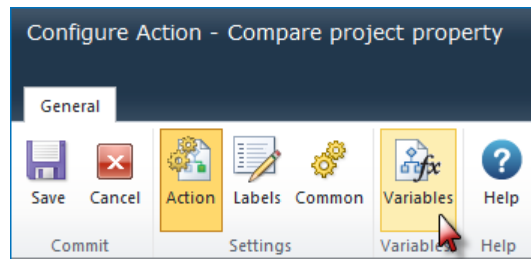 Configure Action - Compare project property
General
Save Cancel Action Labels Common Variables Help
Commit Settings Variables Help